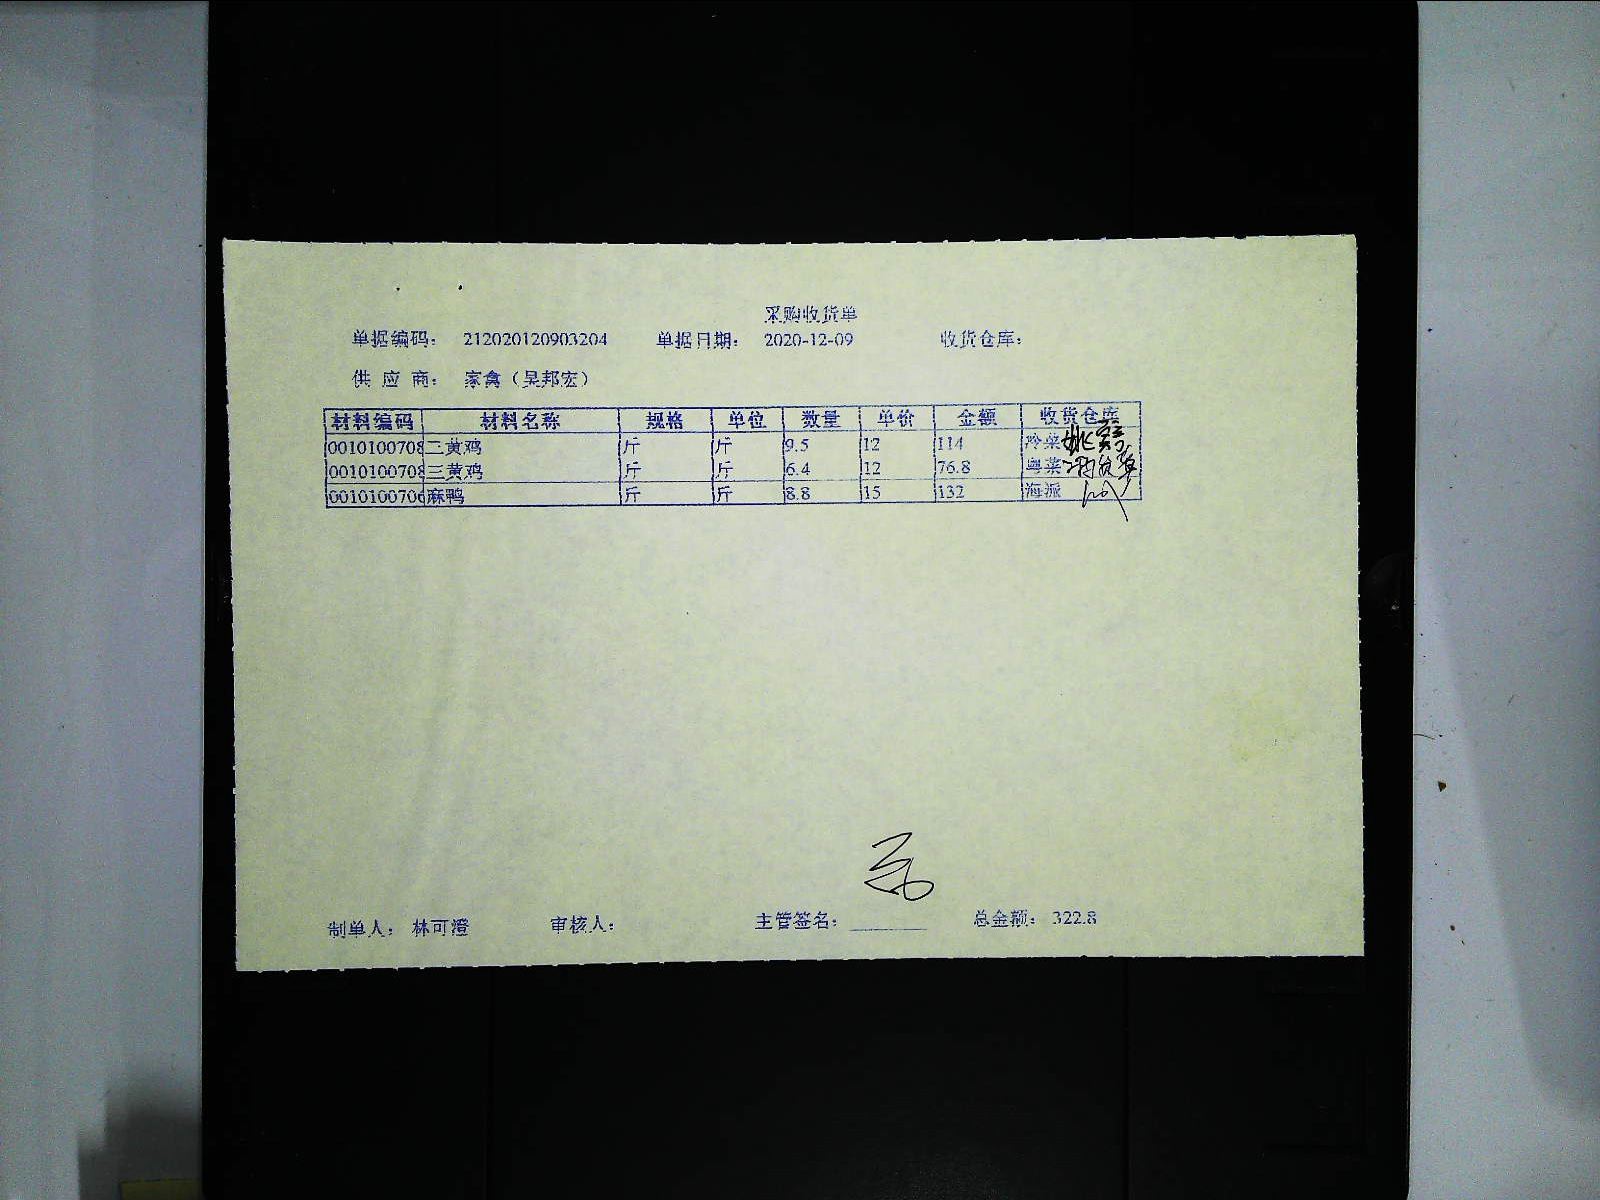 采购收货单
单据编码： 212020120903204 单据日期： 2020-12-09 收货仓库：
供 应 商： 家禽（吴邦宏）
材料编码 材料名称 规格 单位 数量 单价 金额 收货仓库
0010100708 三黄鸡 斤 斤 9.5 12 114 冷菜
0010100708 三黄鸡 斤 斤 6.4 12 76.8 粤菜
0010100706 麻鸭 斤 斤 8.8 15 132 海派
制单人： 林可澄 审核人： 主管签名： 总金额： 322.8